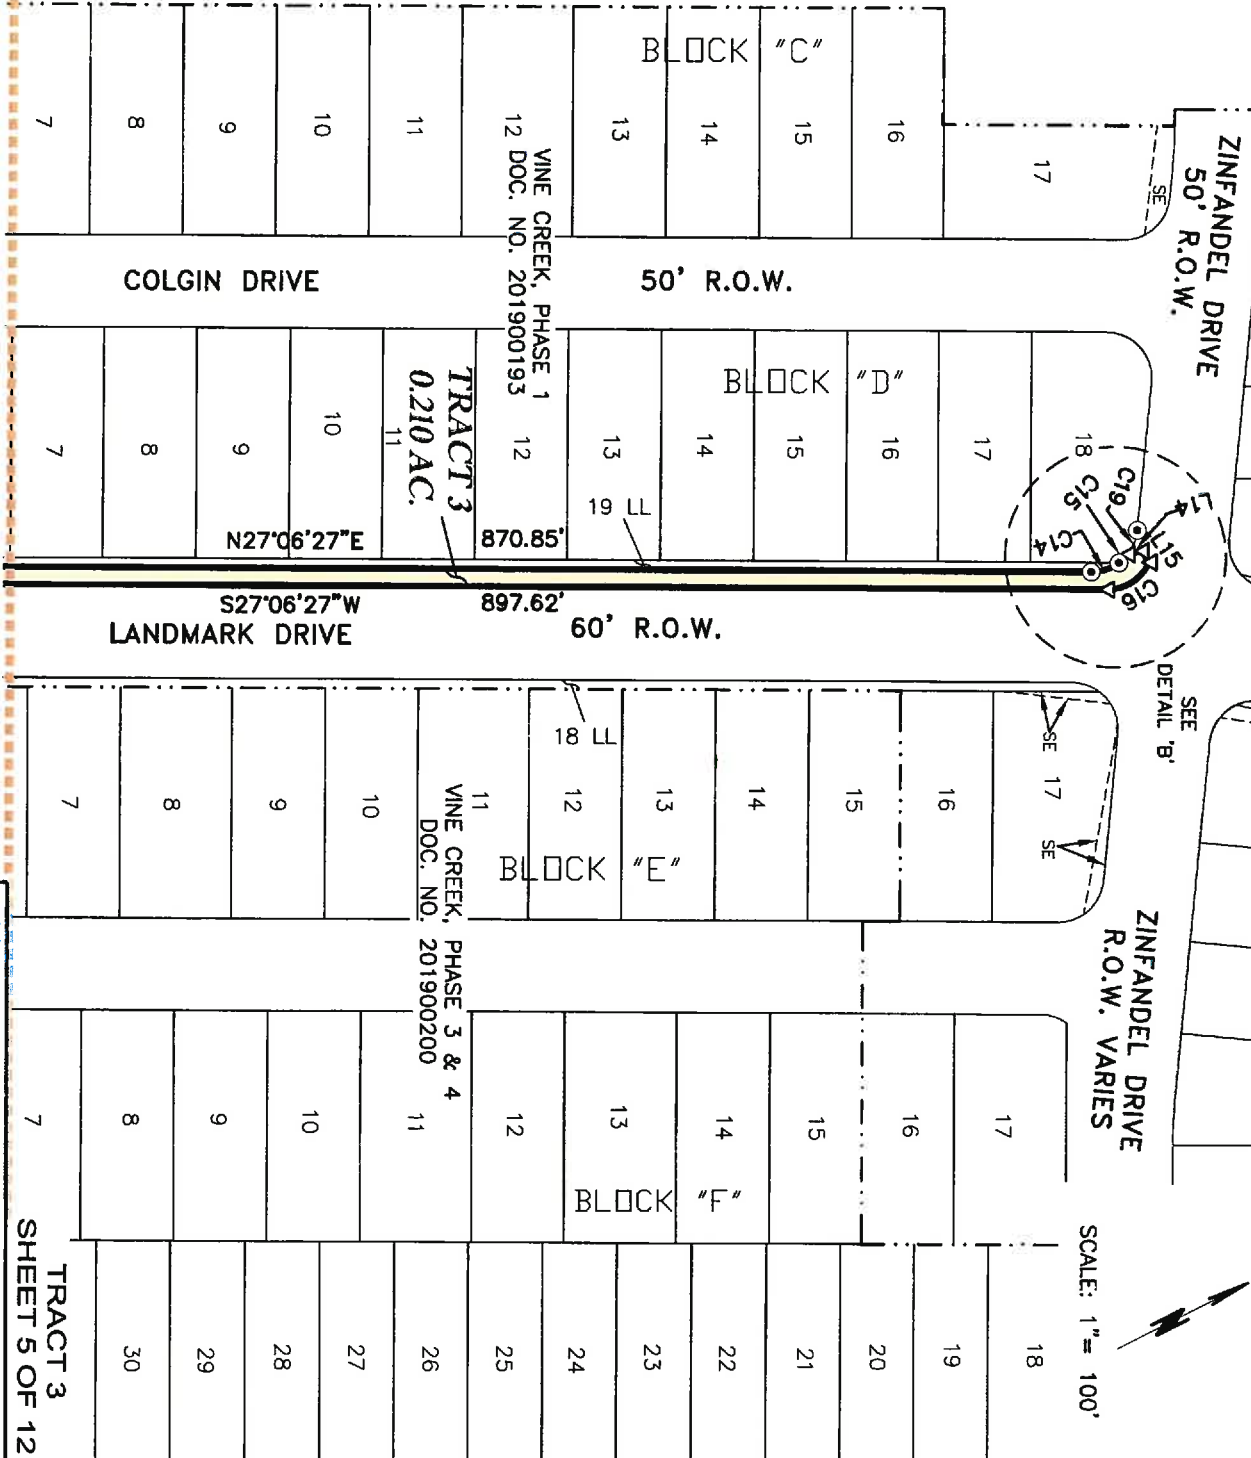 BLOCK "C"
7
8
9
10
11
12
13
14
15
16
17
SE
ZINFANDEL DRIVE
50' R.O.W.
VINE CREEK, PHASE 1
DOC. NO. 201900193
COLGIN DRIVE
50' R.O.W.
BLOCK "D"
TRACT 3
0.210 AC.
7
8
9
10
11
12
13
14
15
16
17
18
19 LL
C19
C15
C14
L14
L15
C16
N27°06'27"E
870.85'
S27°06'27"W
897.62'
LANDMARK DRIVE
60' R.O.W.
SEE
DETAIL 'B'
18 LL
SE
SE
7
8
9
10
11
12
13
14
15
16
17
BLOCK "E"
VINE CREEK, PHASE 3 & 4
DOC. NO. 201900200
ZINFANDEL DRIVE
R.O.W. VARIES
7
8
9
10
11
12
13
14
15
16
17
BLOCK "F"
SCALE: 1"= 100'
30
29
28
27
26
25
24
23
22
21
20
19
18
TRACT 3
SHEET 5 OF 12